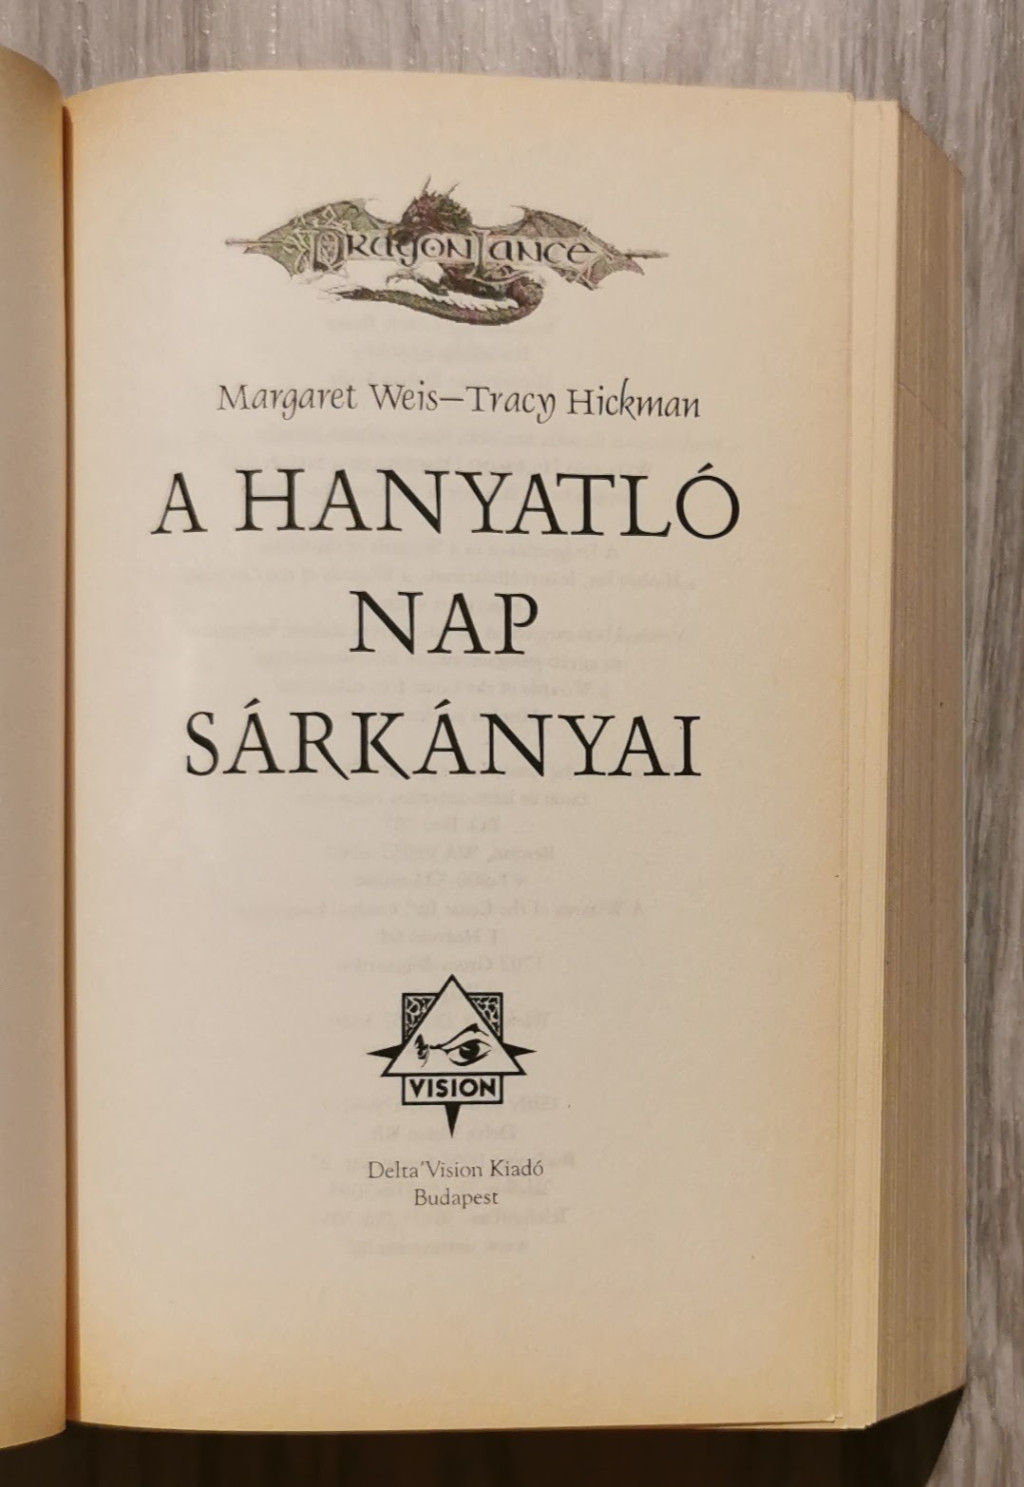 DRAGONLANCE
Margaret Weis–Tracy Hickman
A HANYATLÓ
NAP
SÁRKÁNYAI
VISION
Delta Vision Kiadó
Budapest